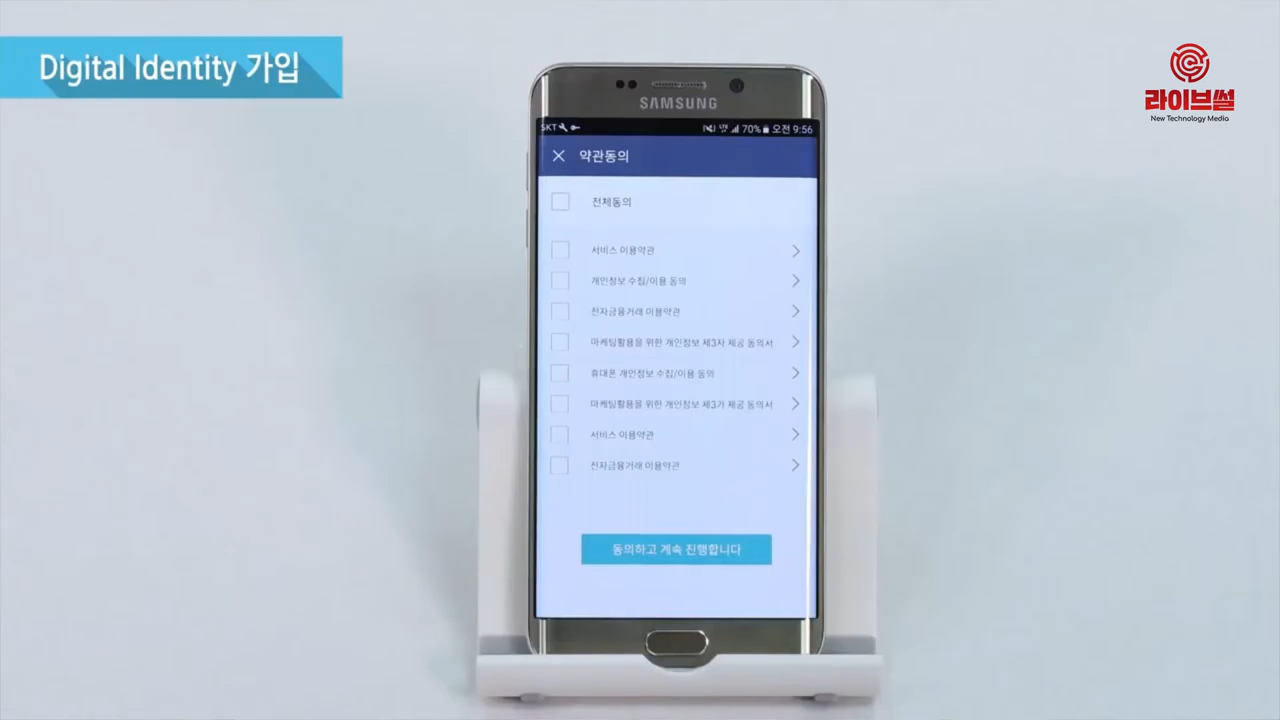 Digital Identity 가입
라이브썰
New Technology Media
SAMSUNG
SKT
LTE 70% 오전 9:56
약관동의
전체동의
서비스 이용약관
개인정보 수집/이용 동의
전자금융거래 이용약관
마케팅활용을 위한 개인정보 제3자 제공 동의서
휴대폰 개인정보 수집/이용 동의
마케팅활용을 위한 개인정보 제3가 제공 동의서
서비스 이용약관
전자금융거래 이용약관
동의하고 계속 진행합니다